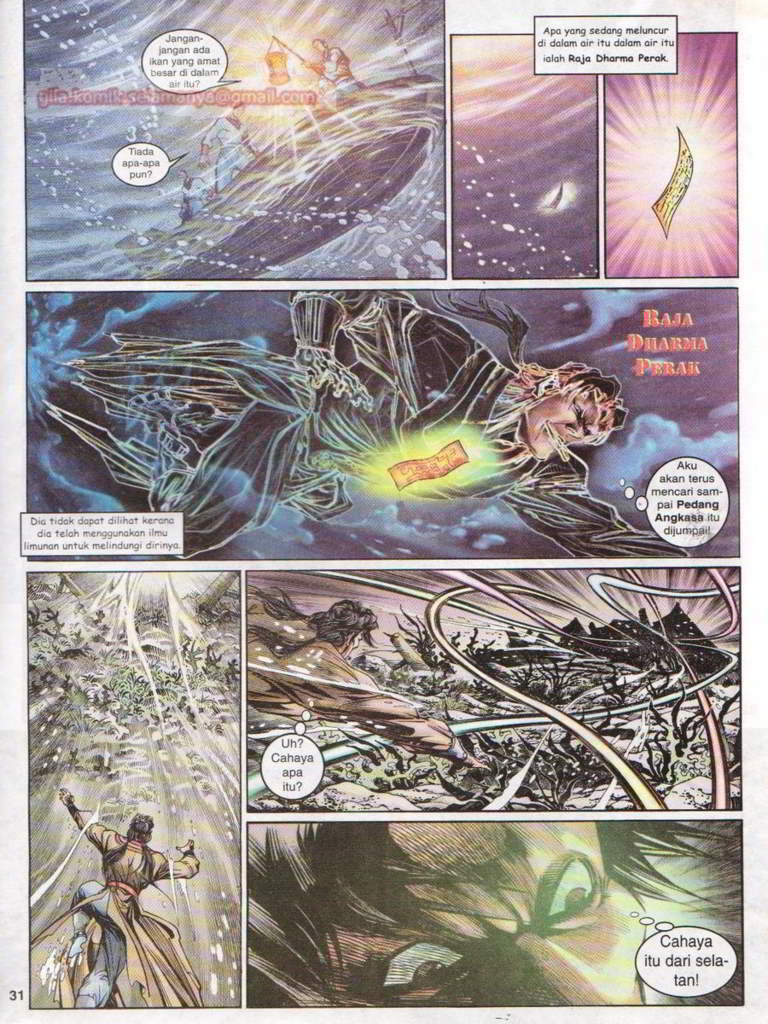 Jangan-
jangan ada
ikan yang amat
besar di dalam
air itu?
gila-komik-selamanya@gmail.com
Tiada
apa-apa
pun?
Apa yang sedang meluncur
di dalam air itu dalam air itu
ialah Raja Dharma Perak.
RAJA
DHARMA
PERAK
Aku
akan terus
mencari sam-
pai Pedang
Angkasa itu
dijumpai!
Dia tidak dapat dilihat kerana
dia telah menggunakan ilmu
limunan untuk melindungi dirinya.
Uh?
Cahaya
apa
itu?
Cahaya
itu dari sela-
tan!
31